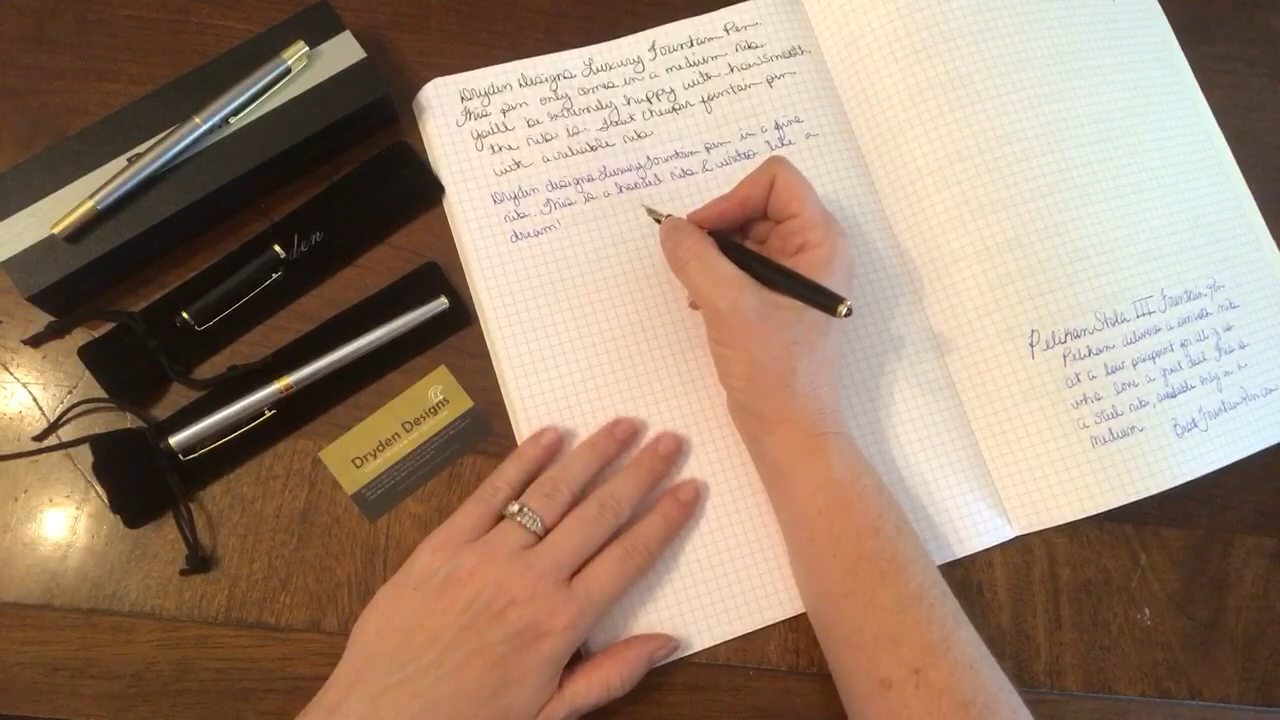 Dryden Designs Luxury Fountain Pen.
This pen only comes in a medium nib.
You'll be extremely happy with how smooth
the nib is. Great cheaper fountain pen
with a reliable nib
Dryden designs Luxury fountain pen in a fine
nib. This is a hooded nib & writes like a
dream!
den
Dryden Designs
Pelikan Stola III Fountain Pen
Pelikan delivers a smooth nib
at a low pricepoint for all of us
who love a great deal. This is
a steel nib, available only in a
medium.
Best Fountain Pen.com